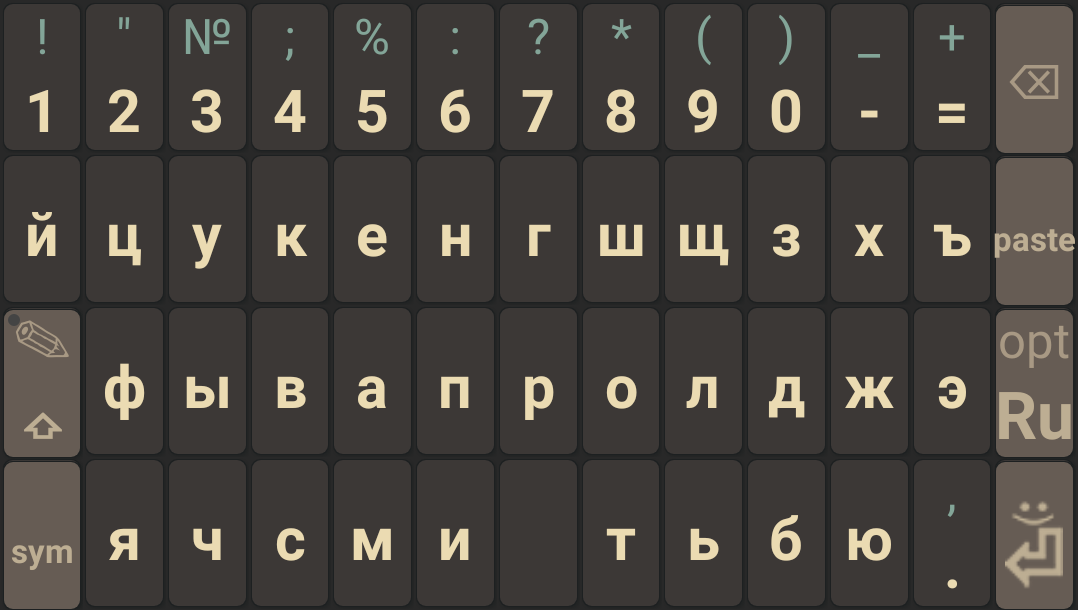 ! " № ; % : ? * ( ) _ +
1 2 3 4 5 6 7 8 9 0 - =
й ц у к е н г ш щ з х ъ paste
opt
ф ы в а п р о л д ж э Ru
,
sym я ч с м и т ь б ю .